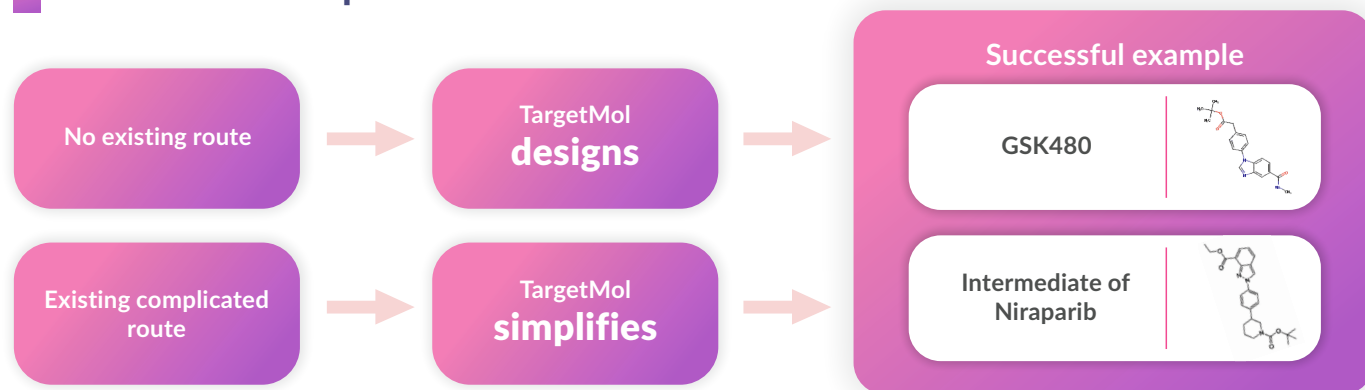 Successful example
No existing route
TargetMol
designs
GSK480
Existing complicated
route
TargetMol
simplifies
Intermediate of
Niraparib